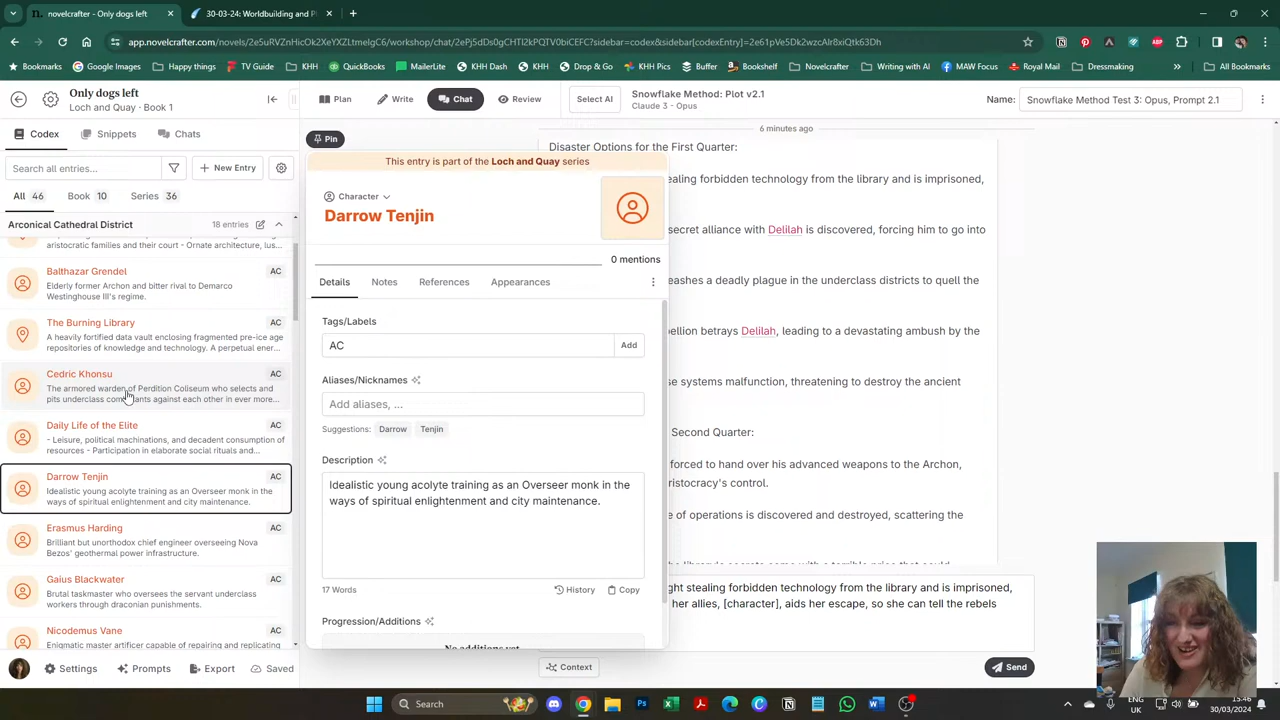 novelcrafter.
30-03-24: Worldbuilding and P
app.novelcrafter.com/novels/2e5uRVZnHicOk2XeYXZLtmelgC6/workshop/chat/2ePj5dDs0gCHTI2kPQTV0biCEFC?sidebar=codex&sidebar[codexEntry]=2e61pVe5Dk2wzcAlr8xiQtk63Dh
Bookmarks Google Images Happy things TV Guide KHH MailerLite KHH Drop & Go KHH Pics Buffer Bookshelf KHH Admin Novelcrafter Writing with AI MAW Focus Dressmaking All Bookmarks
Only dogs left
Loch and Quay - Book 1
Plan Write Chat Review
Select AI
Snowflake Method: Plot v2.1
Claude 3 - Opus
Name: Snowflake Method Test 3: Opus, Prompt 2.1
Codex Snippets Chats
Search all entries...
New Entry
All 46 Book 10 Series 36
Arconical Cathedral District 18 entries
aristocratic families and their court - Ornate architecture, lus...
Balthazar Grendel AC
Elderly former Archon and bitter rival to Demarco
Westinghouse III's regime.
The Burning Library AC
A heavily fortified data vault enclosing fragmented pre-ice age
repositories of knowledge and technology. A perpetual ener...
Cedric Khonsu AC
The armored warden of Perdition Coliseum who selects and
pits underclass combatants against each other in ever more...
Daily Life of the Elite AC
- Leisure, political machinations, and decadent consumption of
resources - Participation in elaborate social rituals and...
Darrow Tenjin AC
Idealistic young acolyte training as an Overseer monk in the
ways of spiritual enlightenment and city maintenance.
Erasmus Harding AC
Brilliant but unorthodox chief engineer overseeing Nova
Bezos' geothermal power infrastructure.
Gaius Blackwater AC
Brutal taskmaster who oversees the servant underclass
workers through draconian punishments.
Nicodemus Vane AC
Enigmatic master artificer capable of repairing and replicating
Settings Prompts Export Saved
Pin
This entry is part of the Loch and Quay series
Character
Darrow Tenjin
0 mentions
Details Notes References Appearances
Tags/Labels
AC
Add
Aliases/Nicknames
Add aliases, ...
Suggestions: Darrow Tenjin
Description
Idealistic young acolyte training as an Overseer monk in the
ways of spiritual enlightenment and city maintenance.
17 Words History Copy
Progression/Additions
No additions yet
6 minutes ago
Disaster Options for the First Quarter:
ealing forbidden technology from the library and is imprisoned,
secret alliance with Delilah is discovered, forcing him to go into
eashes a deadly plague in the underclass districts to quell the
ellion betrays Delilah, leading to a devastating ambush by the
se systems malfunction, threatening to destroy the ancient
Second Quarter:
forced to hand over his advanced weapons to the Archon,
istocracy's control.
e of operations is discovered and destroyed, scattering the
ght stealing forbidden technology from the library and is imprisoned,
her allies, [character], aids her escape, so she can tell the rebels
Context
Send
Search
ENG
UK
15:46
30/03/2024